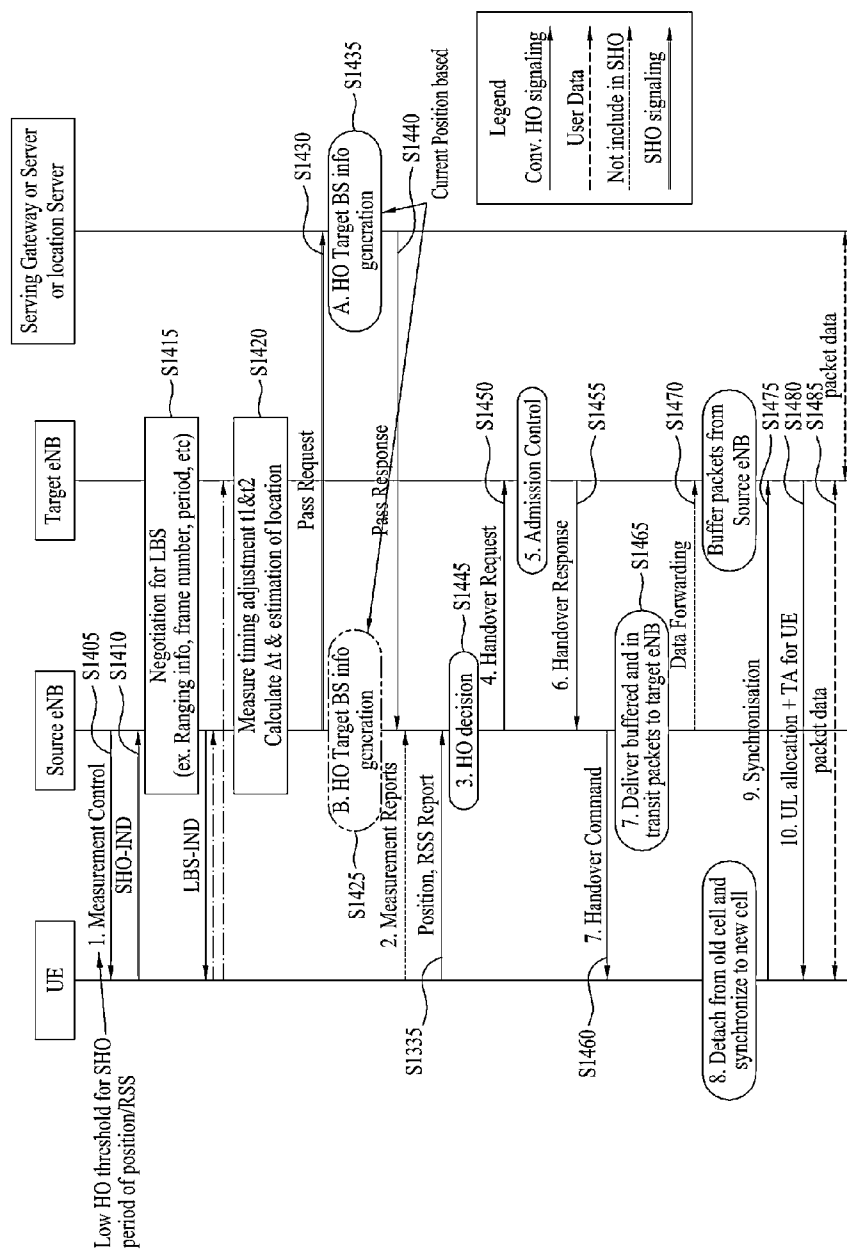 UE
Source eNB
Target eNB
Serving Gateway or Server
or location Server
Low HO threshold for SHO
period of position/RSS
1. Measurement Control
S1405
SHO-IND
S1410
Negotiation for LBS
(ex. Ranging info, frame number, period, etc)
S1415
LBS-IND
Measure timing adjustment t1&t2
Calculate Δt & estimation of location
S1420
Pass Request
S1430
B. HO Target BS info
generation
S1425
A. HO Target BS info
generation
S1435
Pass Response
S1440
Current Position based
2. Measurement Reports
Position, RSS Report
S1335
3. HO decision
S1445
4. Handover Request
S1450
5. Admission Control
6. Handover Response
S1455
7. Handover Command
S1460
7. Deliver buffered and in
transit packets to target eNB
S1465
Data Forwarding
S1470
8. Detach from old cell and
synchronize to new cell
Buffer packets from
Source eNB
9. Synchronisation
S1475
10. UL allocation + TA for UE
S1480
packet data
S1485
packet data
Legend
Conv. HO signaling
User Data
Not include in SHO
SHO signaling